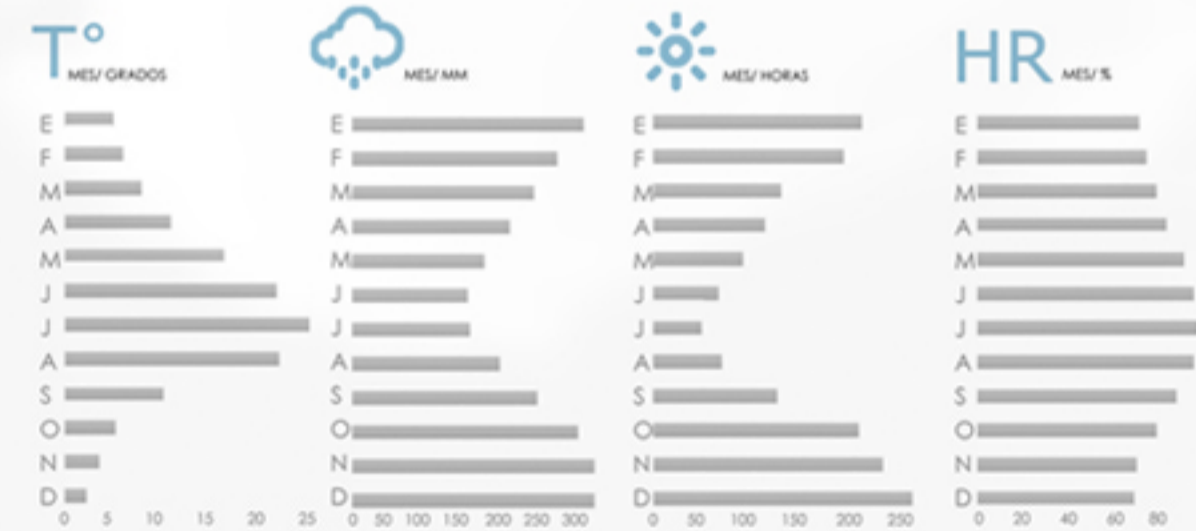 T° MES/ GRADOS
E
F
M
A
M
J
J
A
S
O
N
D
0 5 10 15 20 25
MES/ MM
E
F
M
A
M
J
J
A
S
O
N
D
0 50 100 150 200 250 300
MES/ HORAS
E
F
M
A
M
J
J
A
S
O
N
D
0 50 100 150 200 250
HR MES/ %
E
F
M
A
M
J
J
A
S
O
N
D
0 20 40 60 80